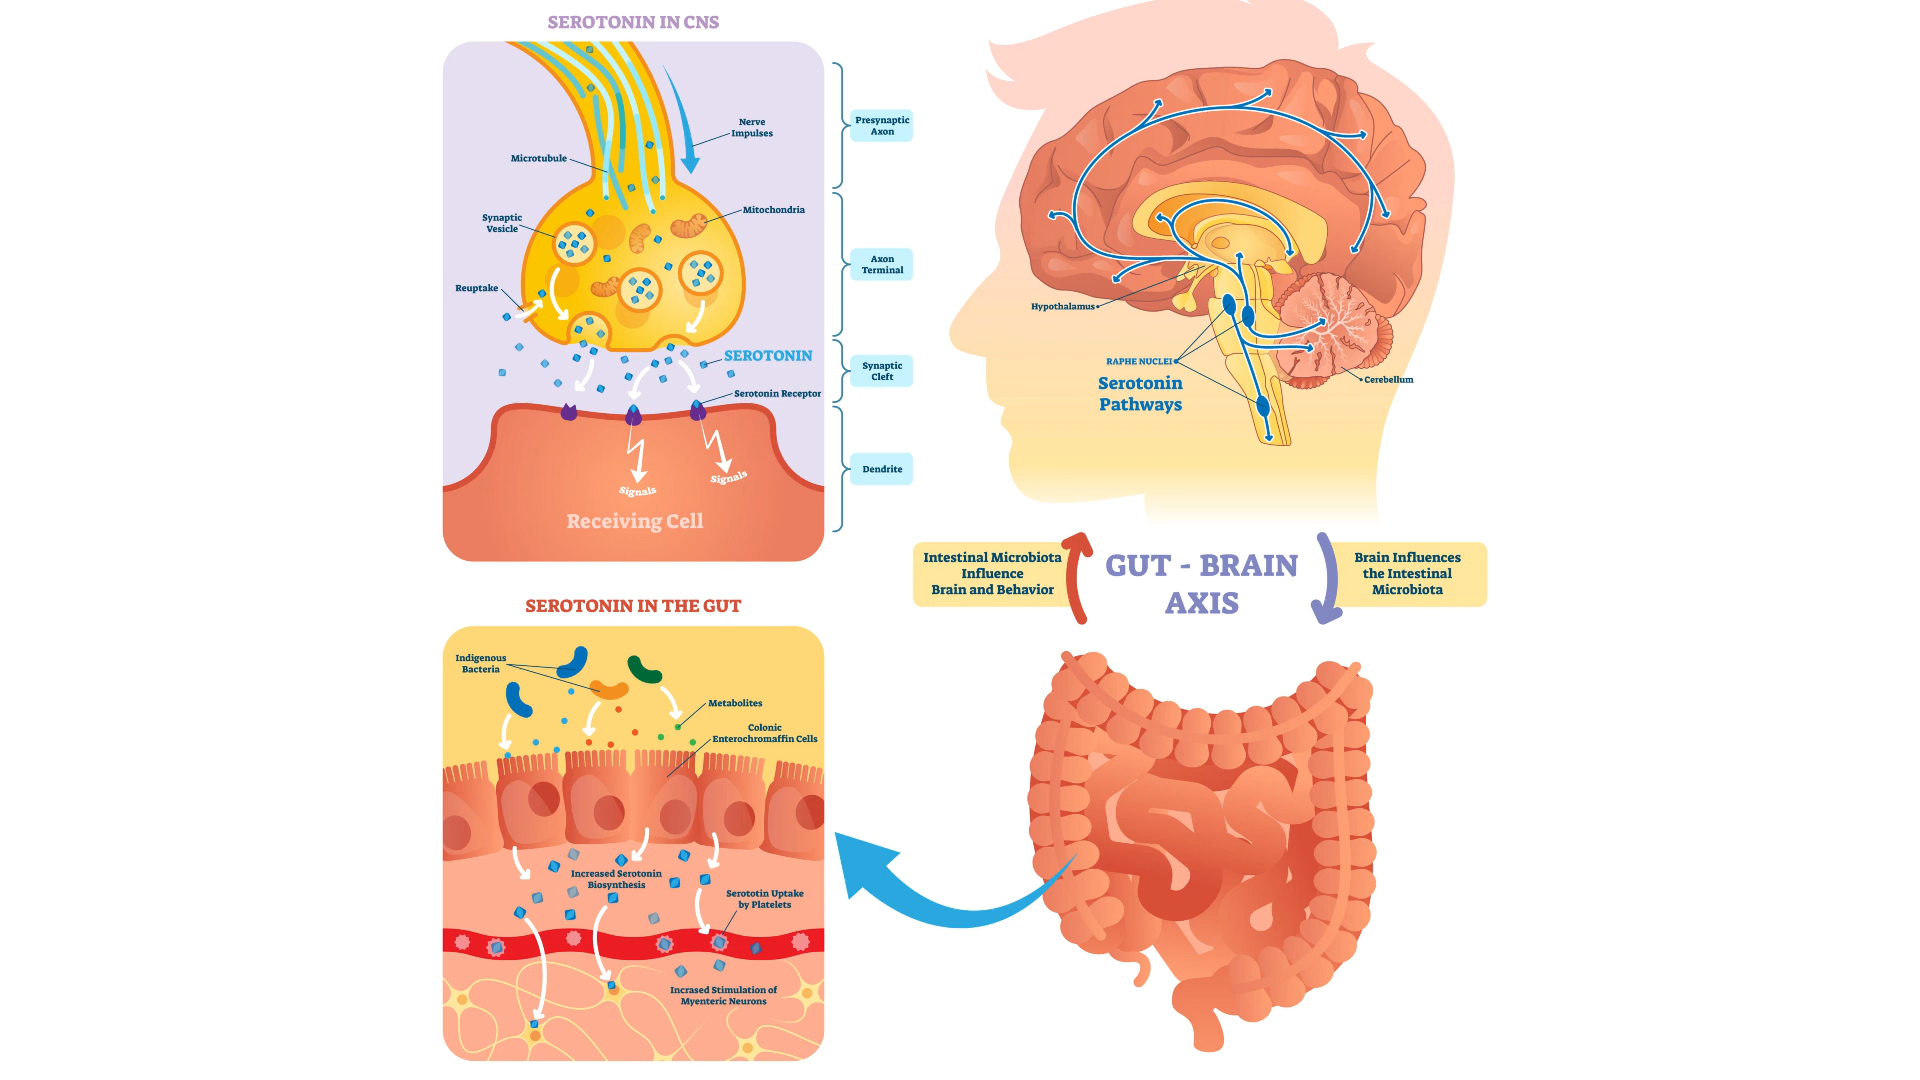 SEROTONIN IN CNS
Nerve
Impulses
Microtubule
Synaptic
Vesicle
Mitochondria
Reuptake
SEROTONIN
Serotonin Receptor
Signals
Signals
Receiving Cell
Presynaptic
Axon
Axon
Terminal
Synaptic
Cleft
Dendrite
Hypothalamus
RAPHE NUCLEI
Serotonin
Pathways
Cerebellum
Intestinal Microbiota
Influence
Brain and Behavior
GUT - BRAIN
AXIS
Brain Influences
the Intestinal
Microbiota
SEROTONIN IN THE GUT
Indigenous
Bacteria
Metabolites
Colonic
Enterochromaffin Cells
Increased Serotonin
Biosynthesis
Serototin Uptake
by Platelets
Incrased Stimulation of
Myenteric Neurons